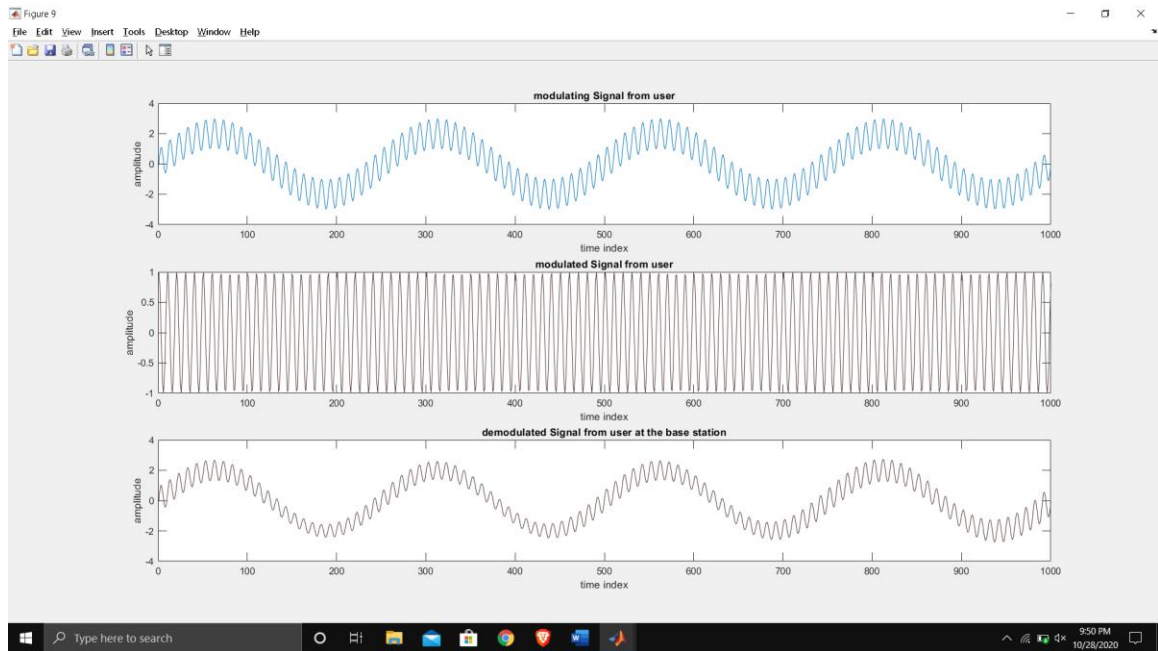 Figure 9
File Edit View Insert Tools Desktop Window Help
modulating Signal from user
4
2
0
-2
-4
amplitude
0 100 200 300 400 500 600 700 800 900 1000
time index
modulated Signal from user
1
0.5
0
-0.5
-1
amplitude
0 100 200 300 400 500 600 700 800 900 1000
time index
demodulated Signal from user at the base station
4
2
0
-2
-4
amplitude
0 100 200 300 400 500 600 700 800 900 1000
time index
Type here to search
9:50 PM
10/28/2020